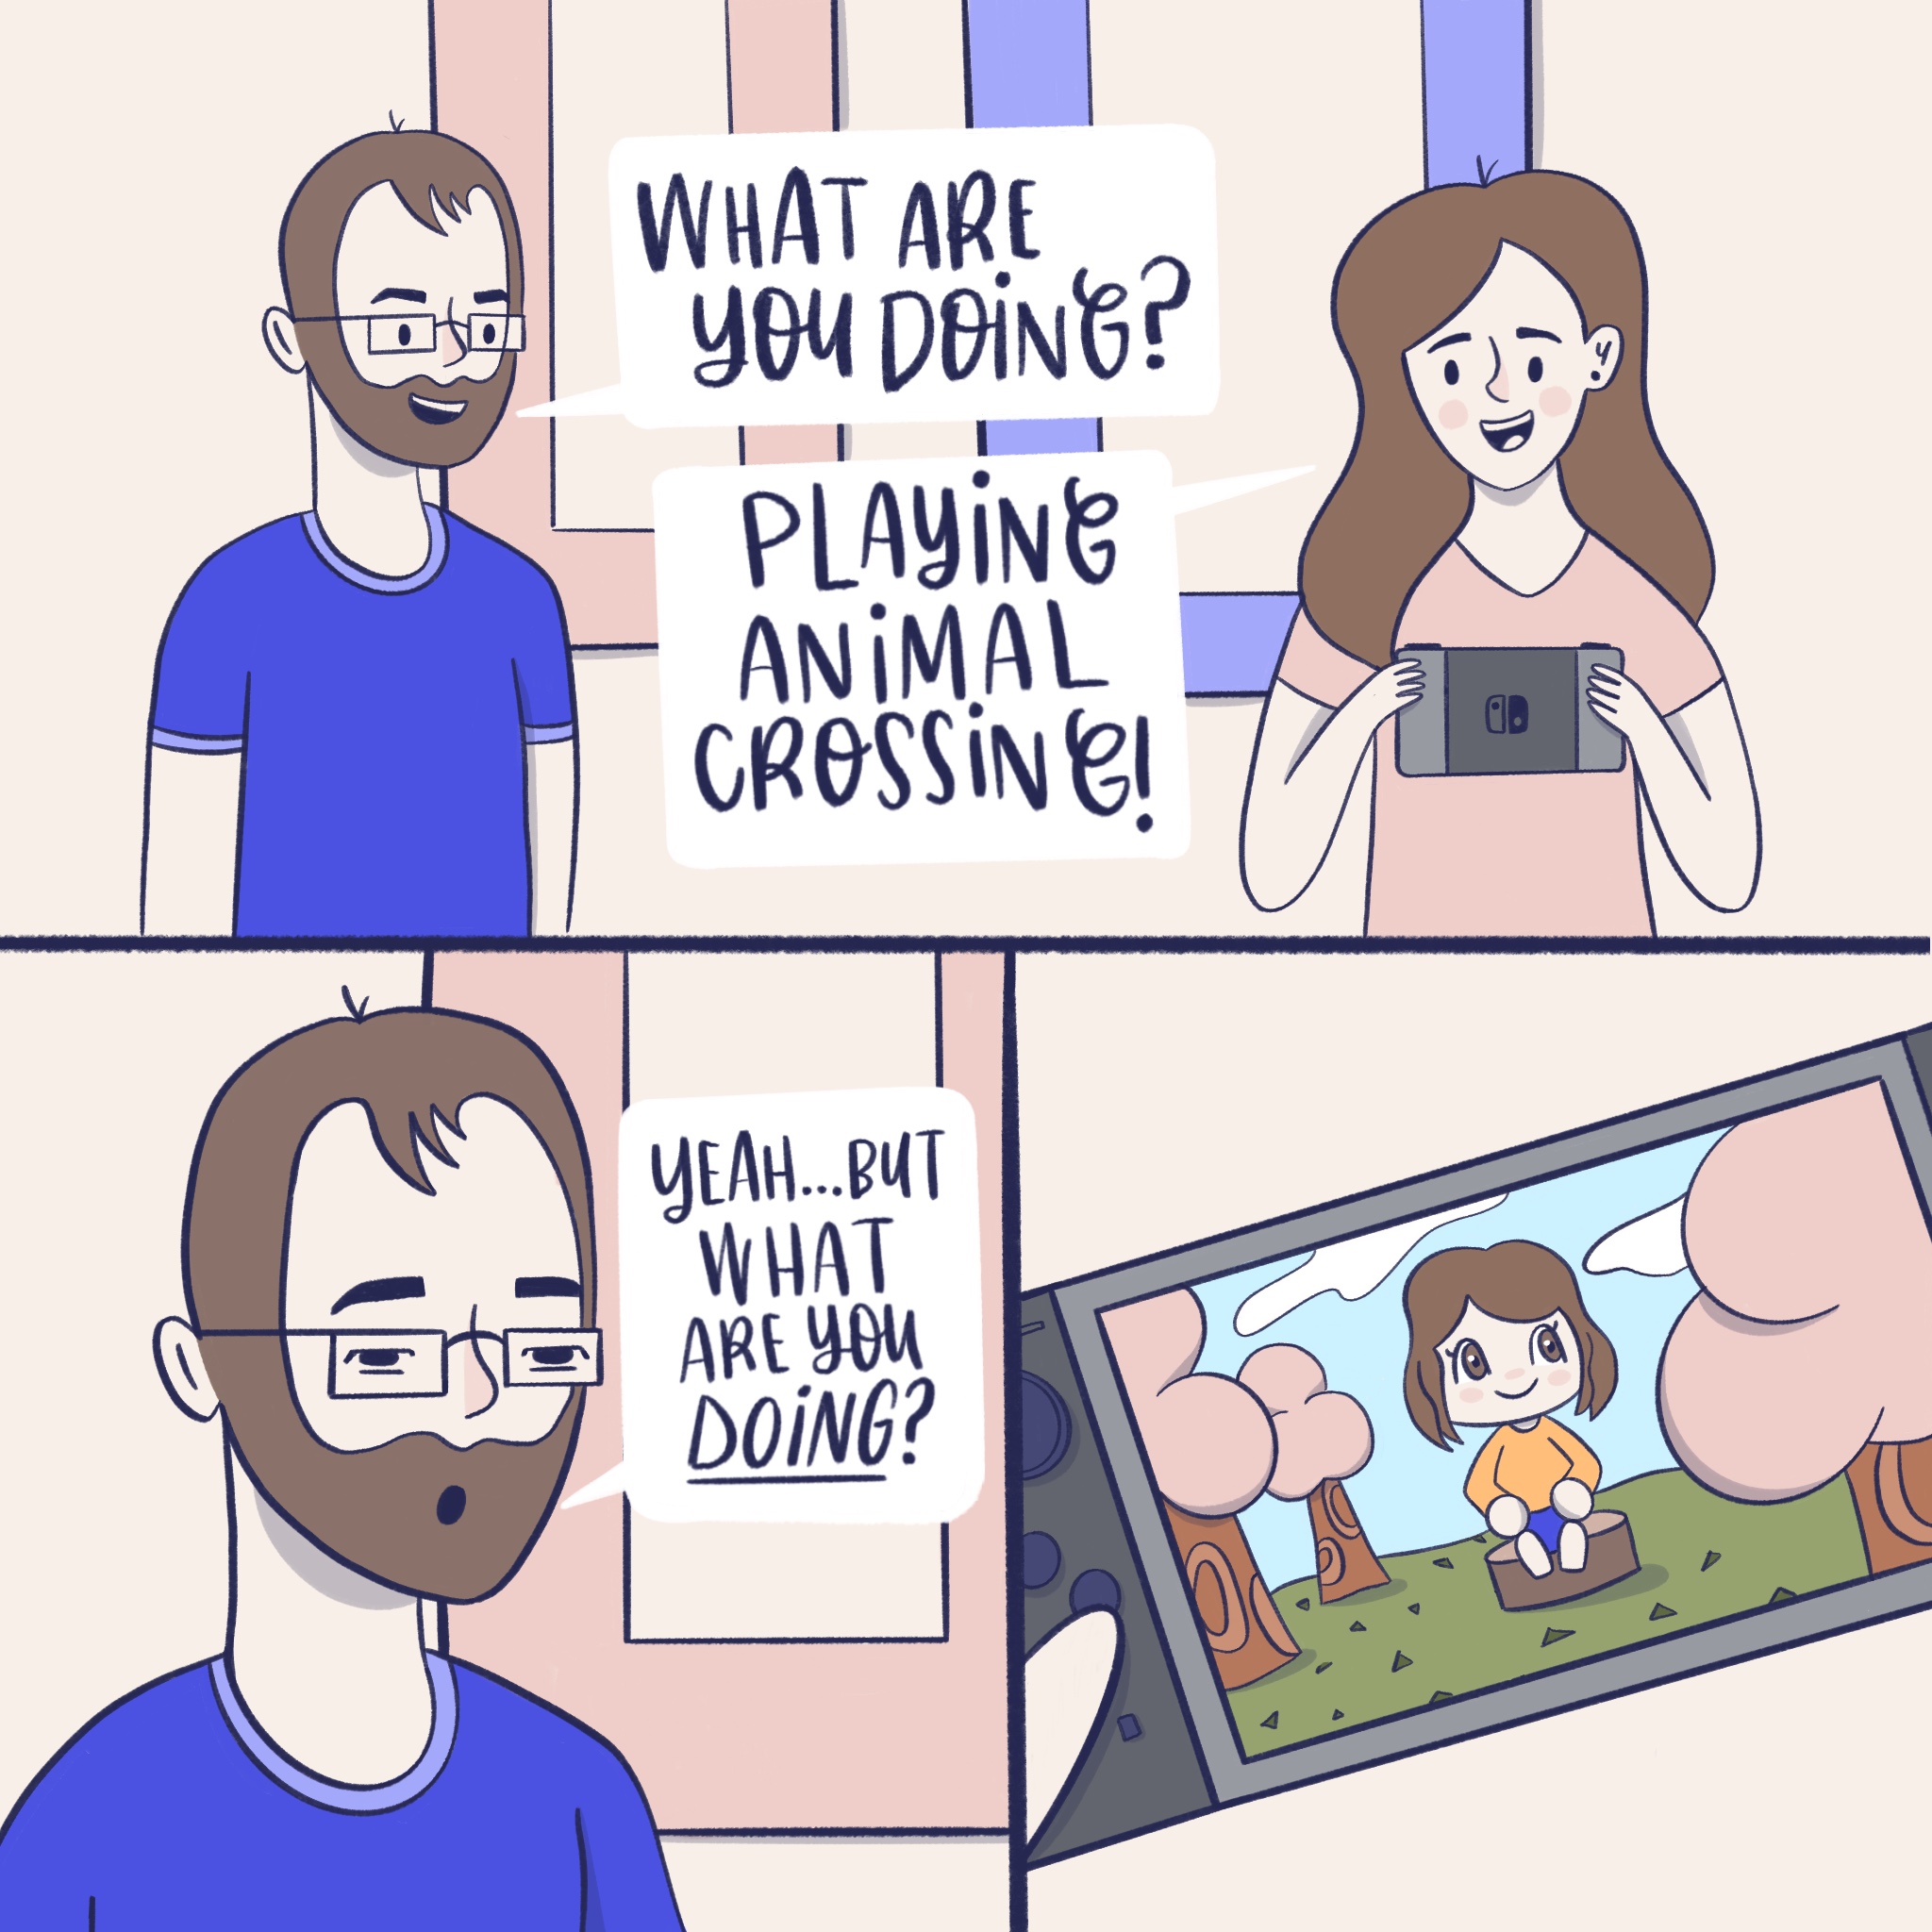 WHAT ARE
YOU DOING?
PLAYING
ANIMAL
CROSSING!
YEAH...BUT
WHAT
ARE YOU
DOING?